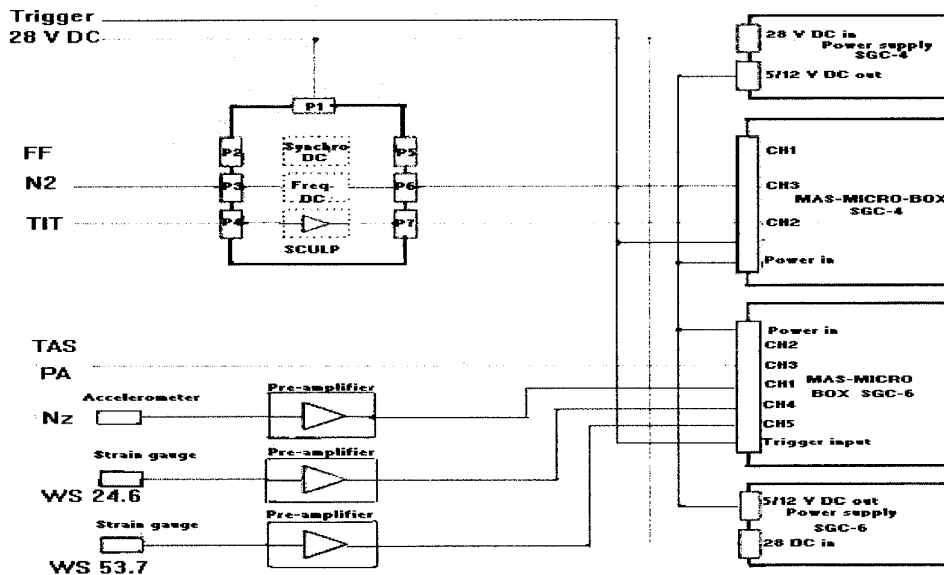 Trigger
28 V DC
P1
P2
P3
P4
P5
P6
P7
Synchro
DC
Freq-
DC
SCULP
FF
N2
TIT
28 V DC in
Power supply
SGC-4
5/12 V DC out
CH1
CH3
MAS-MICRO-BOX
SGC-4
CH2
Power in
TAS
PA
Power in
CH2
CH3
CH1
MAS-MICRO
BOX SGC-6
CH4
CH5
Trigger input
Accelerometer
Nz
Pre-amplifier
Strain gauge
WS 24.6
Pre-amplifier
Strain gauge
WS 53.7
Pre-amplifier
5/12 V DC out
Power supply
SGC-6
28 DC in